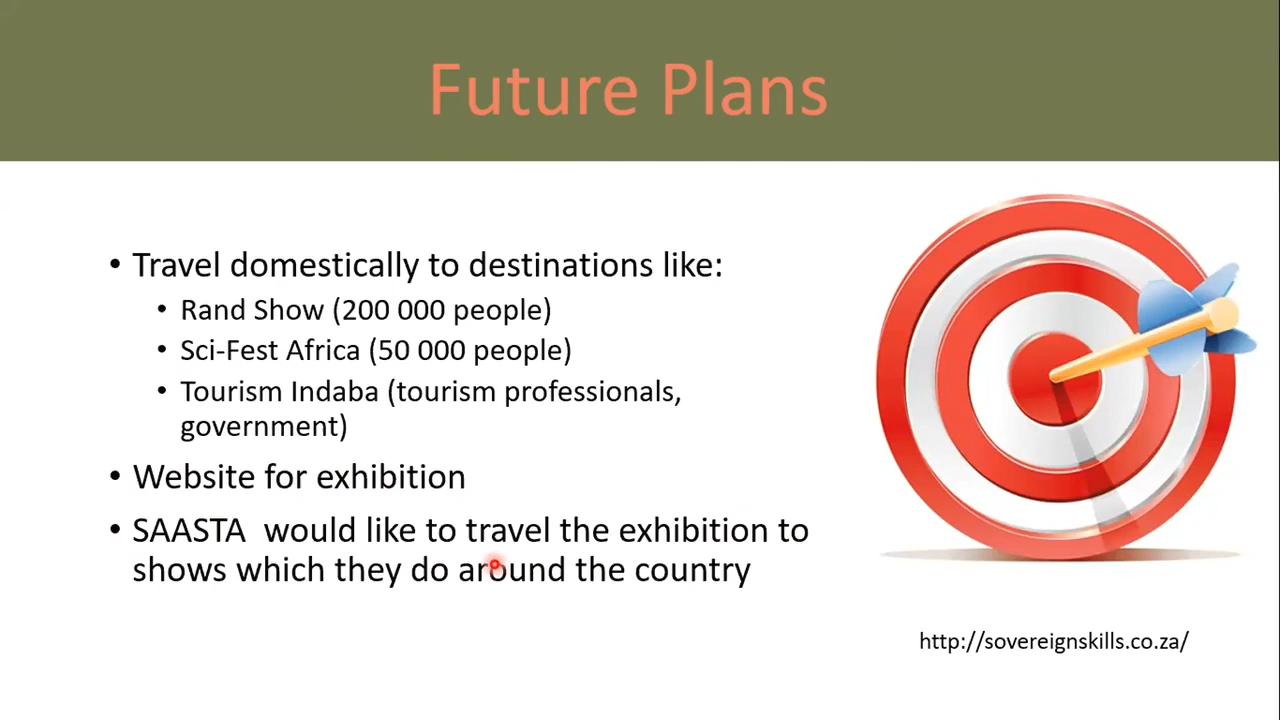 Future Plans
• Travel domestically to destinations like:
• Rand Show (200 000 people)
• Sci-Fest Africa (50 000 people)
• Tourism Indaba (tourism professionals,
government)
• Website for exhibition
• SAASTA  would like to travel the exhibition to
shows which they do around the country
http://sovereignskills.co.za/